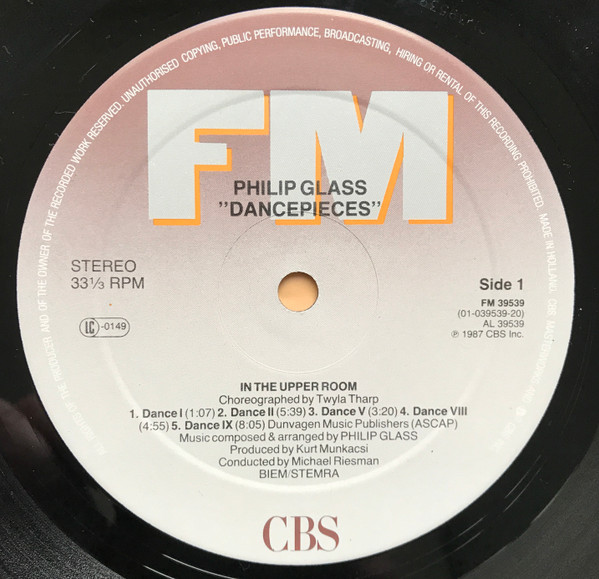 ALL RIGHTS OF THE PRODUCER AND OF THE OWNER OF THE RECORDED WORK RESERVED. UNAUTHORISED COPYING, PUBLIC PERFORMANCE, BROADCASTING, HIRING OR RENTAL OF THIS RECORDING PROHIBITED. MADE IN HOLLAND.
FM
PHILIP GLASS
"DANCEPIECES"
STEREO
33⅓ RPM
Side 1
FM 39539
(01-039539-20)
AL 39539
℗ 1987 CBS Inc.
LC-0149
IN THE UPPER ROOM
Choreographed by Twyla Tharp
1. Dance I (1:07) 2. Dance II (5:39) 3. Dance V (3:20) 4. Dance VIII
(4:55) 5. Dance IX (8:05) Dunvagen Music Publishers (ASCAP)
Music composed & arranged by PHILIP GLASS
Produced by Kurt Munkacsi
Conducted by Michael Riesman
BIEM/STEMRA
CBS